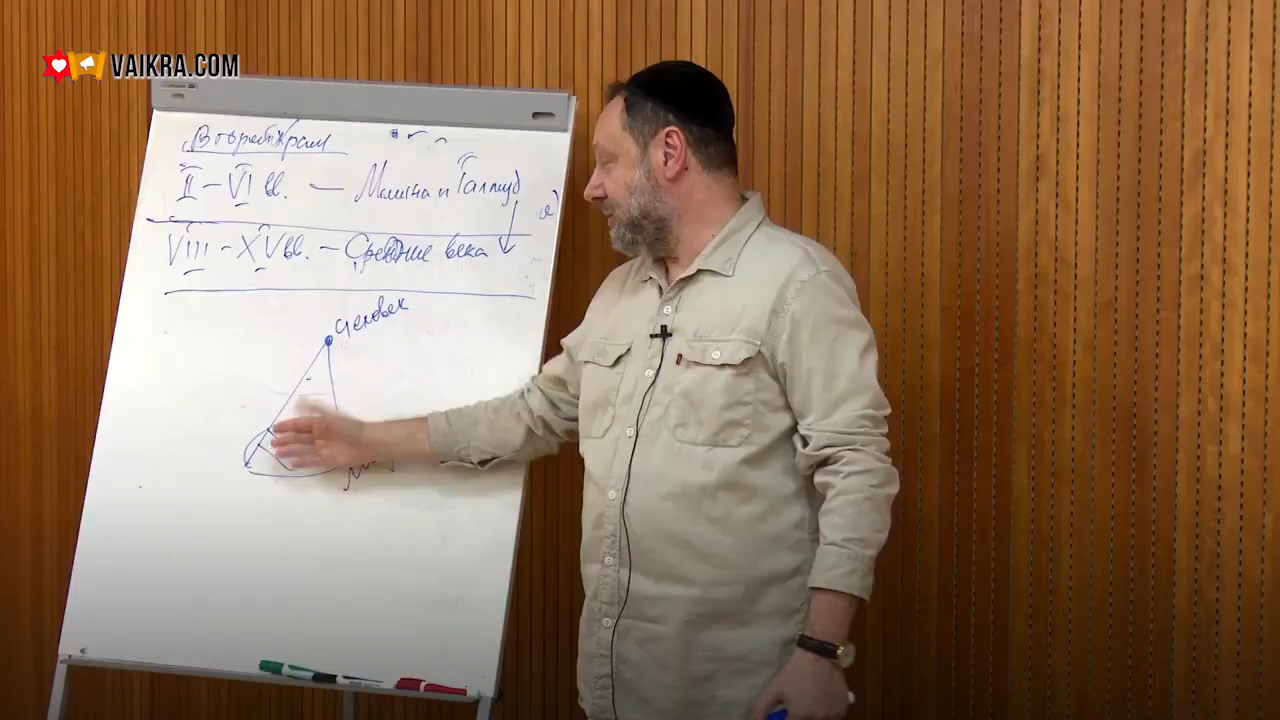 VAIKRA.COM
Второй Храм
II – VI вв. — Мишна и Талмуд
VIII – XV вв. — Средние века
человек